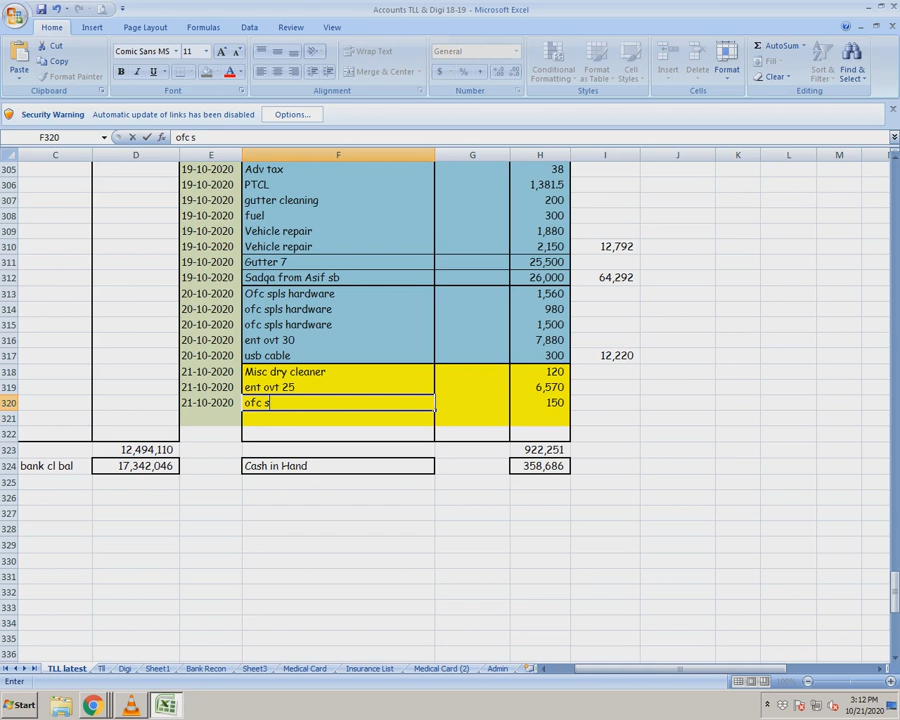 Accounts TLL & Digi 18-19 - Microsoft Excel
Home Insert Page Layout Formulas Data Review View
Paste Cut Copy Format Painter Clipboard
Comic Sans MS 11 A A B I U A Font
Wrap Text Merge & Center Alignment
General $ % , Number
Conditional Formatting Format as Table Cell Styles Styles
Insert Delete Format Cells
Σ AutoSum Fill Clear Sort & Filter Find & Select Editing
Security Warning Automatic update of links has been disabled Options...
F320 fx ofc s
C D E F G H I J K L M
305 19-10-2020 Adv tax 38
306 19-10-2020 PTCL 1,381.5
307 19-10-2020 gutter cleaning 200
308 19-10-2020 fuel 300
309 19-10-2020 Vehicle repair 1,880
310 19-10-2020 Vehicle repair 2,150 12,792
311 19-10-2020 Gutter 7 25,500
312 19-10-2020 Sadqa from Asif sb 26,000 64,292
313 20-10-2020 Ofc spls hardware 1,560
314 20-10-2020 ofc spls hardware 980
315 20-10-2020 ofc spls hardware 1,500
316 20-10-2020 ent ovt 30 7,880
317 20-10-2020 usb cable 300 12,220
318 21-10-2020 Misc dry cleaner 120
319 21-10-2020 ent ovt 25 6,570
320 21-10-2020 ofc s 150
321
322
323 12,494,110 922,251
324 bank cl bal 17,342,046 Cash in Hand 358,686
325
326
327
328
329
330
331
332
333
334
335
336
TLL latest Tll Digi Sheet1 Bank Recon Sheet3 Medical Card Insurance List Medical Card (2) Admin
Enter 100%
Start 3:12 PM
10/21/2020